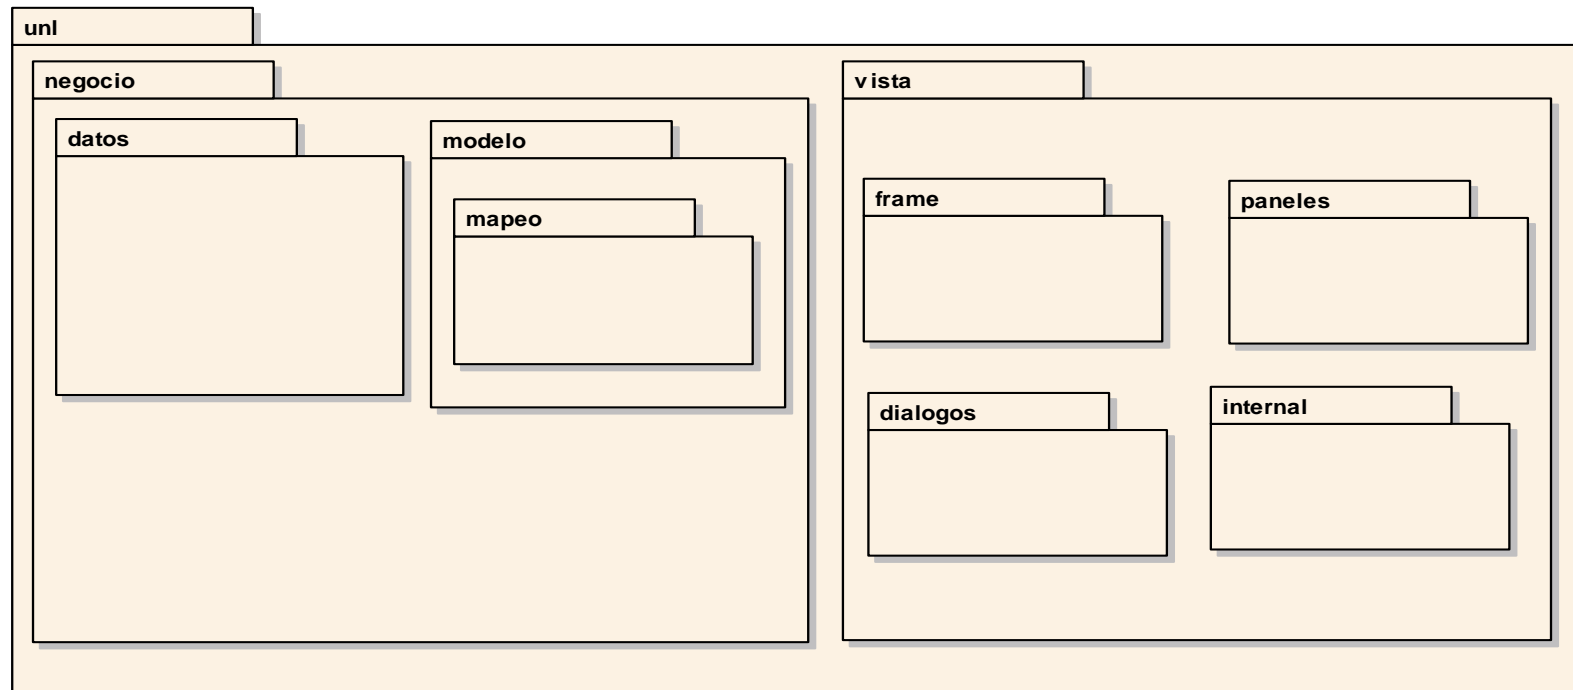 unl
negocio
vista
datos
modelo
mapeo
frame
paneles
dialogos
internal